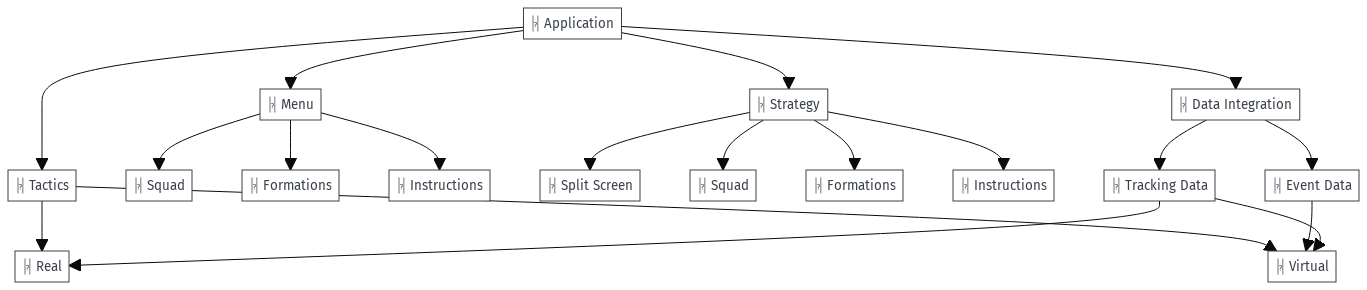 Application
Menu
Strategy
Data Integration
Tactics
Squad
Formations
Instructions
Split Screen
Squad
Formations
Instructions
Tracking Data
Event Data
Real
Virtual